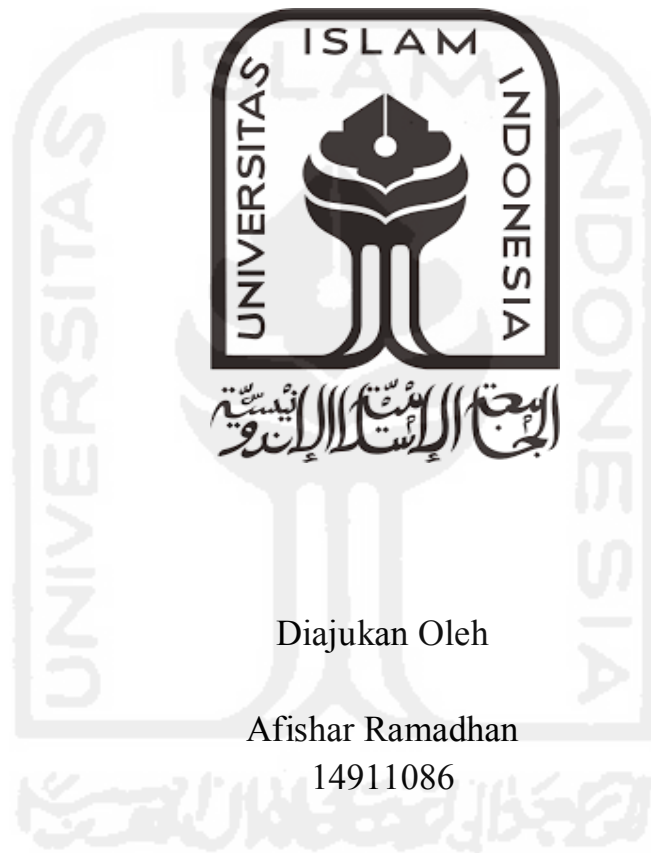 ISLAM
UNIVERSITAS
INDONESIA
الجامعة الإسلامية الإندونيسية
Diajukan Oleh
Afishar Ramadhan
14911086